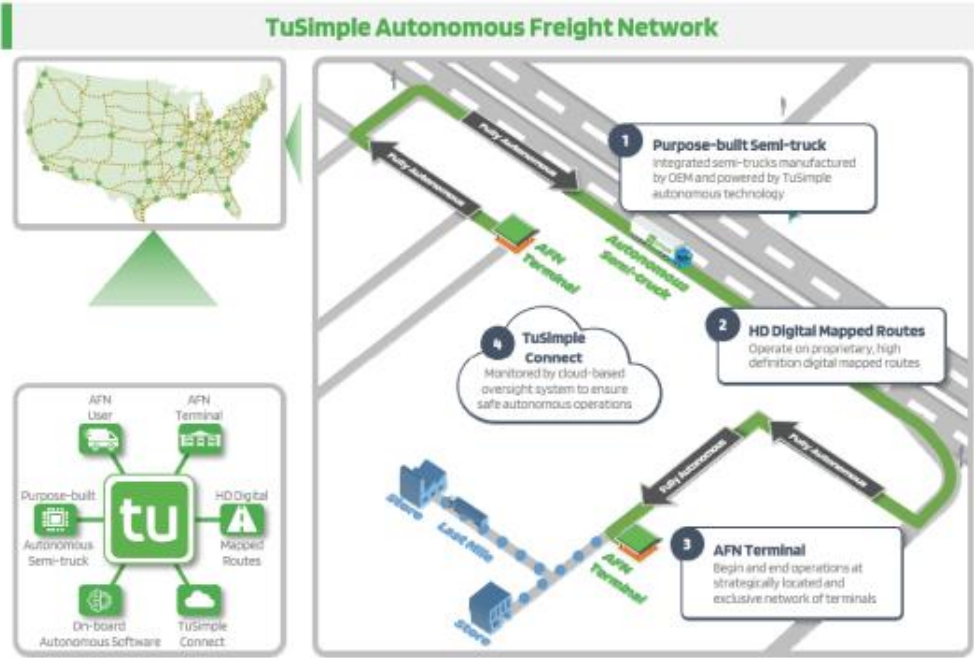 TuSimple Autonomous Freight Network
Fully Autonomous
Fully Autonomous
1
Purpose-built Semi-truck
Integrated semi-trucks manufactured
by OEM and powered by TuSimple
autonomous technology
AFN
Terminal
Autonomous
Semi-truck
2
HD Digital Mapped Routes
Operate on proprietary, high
definition digital mapped routes
4
TuSimple
Connect
Monitored by cloud-based
oversight system to ensure
safe autonomous operations
Fully Autonomous
Fully Autonomous
Store
Last Mile
Store
AFN
Terminal
3
AFN Terminal
Begin and end operations at
strategically located and
exclusive network of terminals
AFN
User
AFN
Terminal
Purpose-built
Autonomous
Semi-truck
tu
HD Digital
Mapped
Routes
On-board
Autonomous Software
TuSimple
Connect